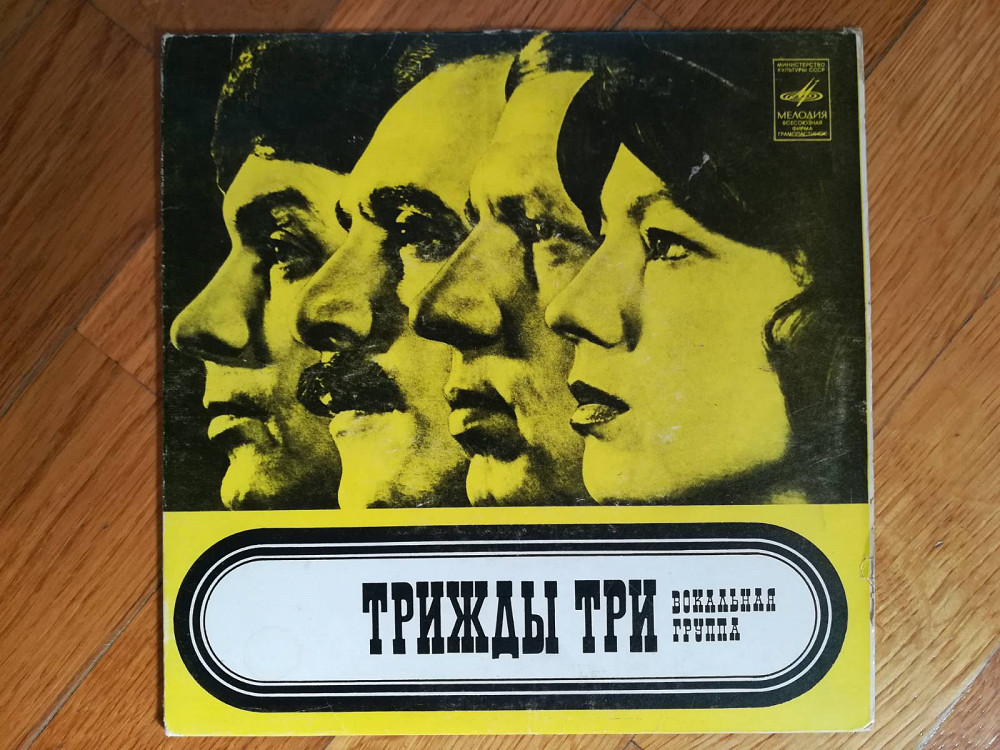 МИНИСТЕРСТВО
КУЛЬТУРЫ СССР
МЕЛОДИЯ
ВСЕСОЮЗНАЯ
ФИРМА
ГРАМПЛАСТИНОК
ТРИЖДЫ ТРИ
ВОКАЛЬНАЯ
ГРУППА